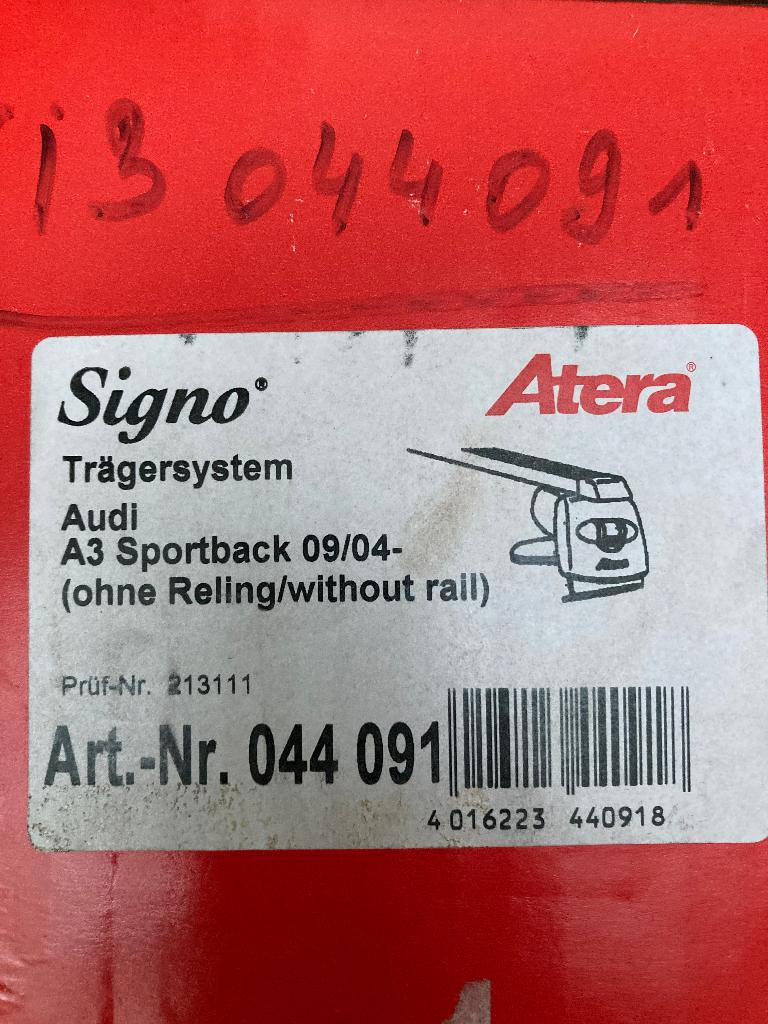 13 044091
Signo® Atera®
Trägersystem
Audi
A3 Sportback 09/04-
(ohne Reling/without rail)
Prüf-Nr. 213111
Art.-Nr. 044 091
4 016223 440918
1